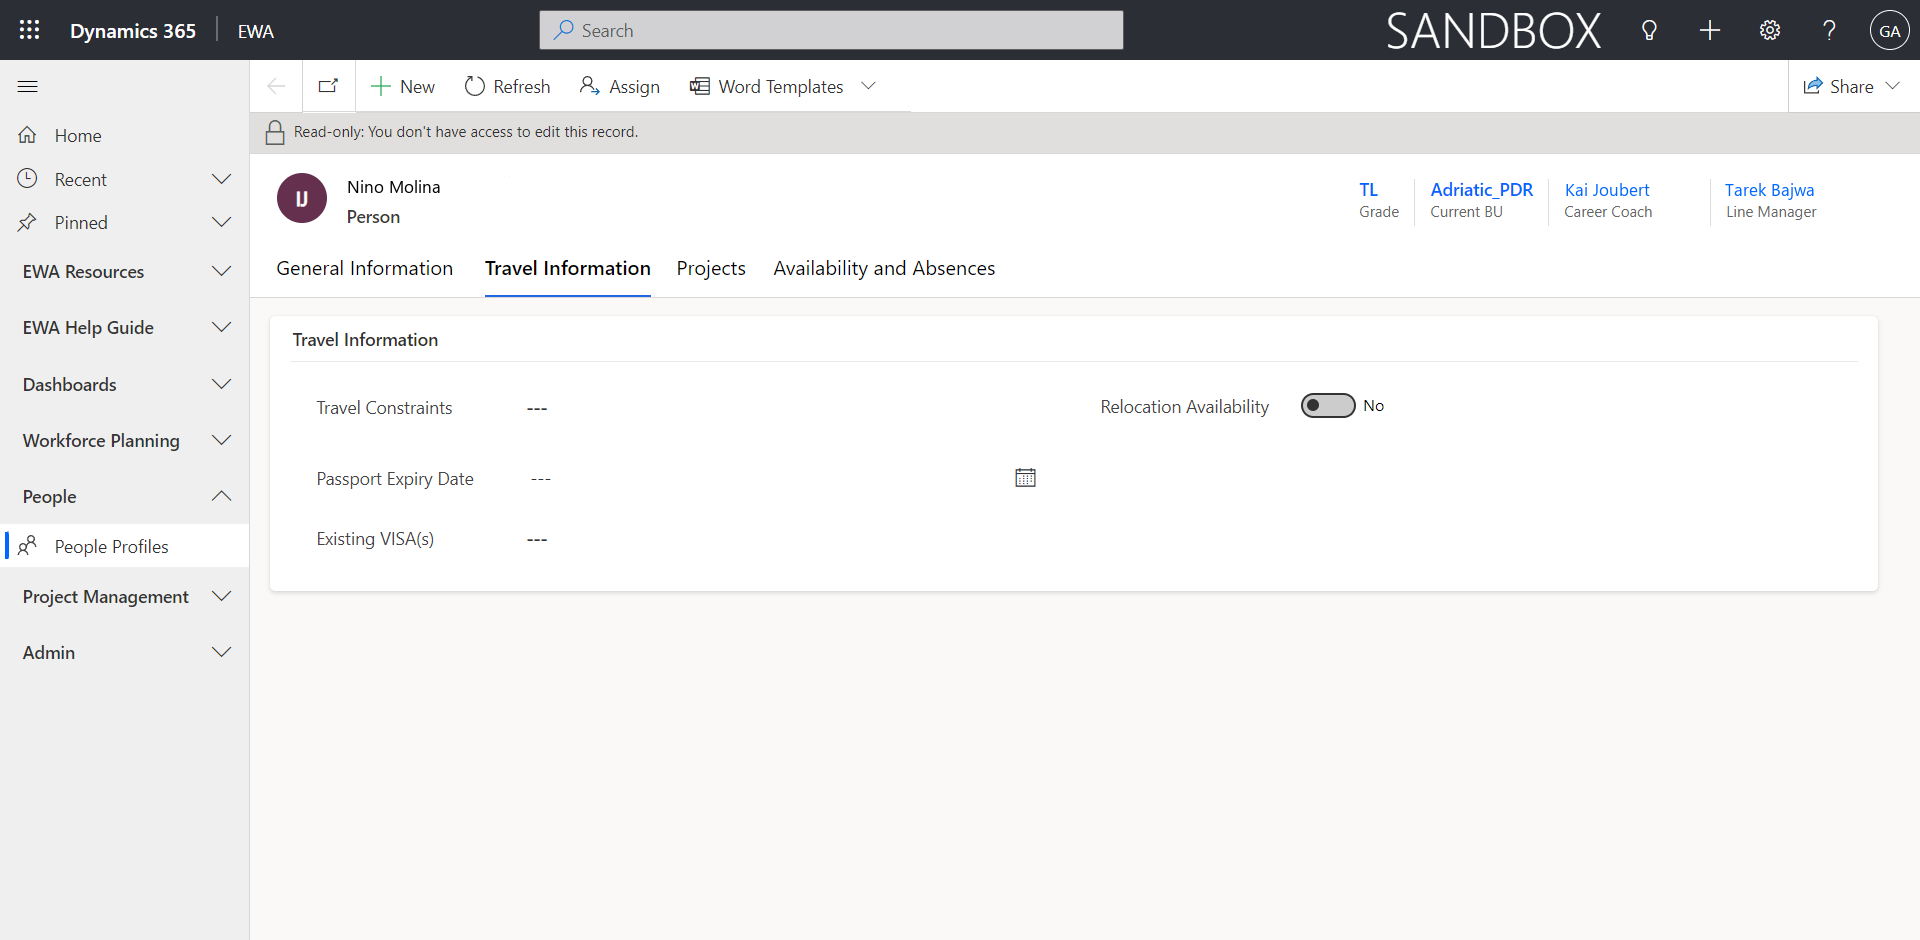 Dynamics 365 EWA Search SANDBOX GA
New Refresh Assign Word Templates Share
Read-only: You don't have access to edit this record.
Home
Recent
Pinned
EWA Resources
EWA Help Guide
Dashboards
Workforce Planning
People
People Profiles
Project Management
Admin
IJ
Nino Molina
Person
TL
Grade
Adriatic_PDR
Current BU
Kai Joubert
Career Coach
Tarek Bajwa
Line Manager
General Information Travel Information Projects Availability and Absences
Travel Information
Travel Constraints ---
Relocation Availability No
Passport Expiry Date ---
Existing VISA(s) ---